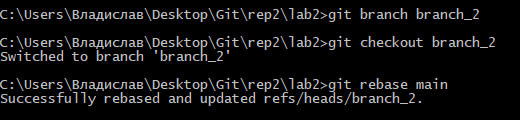 C:\Users\Владислав\Desktop\Git\rep2\lab2>git branch branch_2
C:\Users\Владислав\Desktop\Git\rep2\lab2>git checkout branch_2
Switched to branch 'branch_2'
C:\Users\Владислав\Desktop\Git\rep2\lab2>git rebase main
Successfully rebased and updated refs/heads/branch_2.